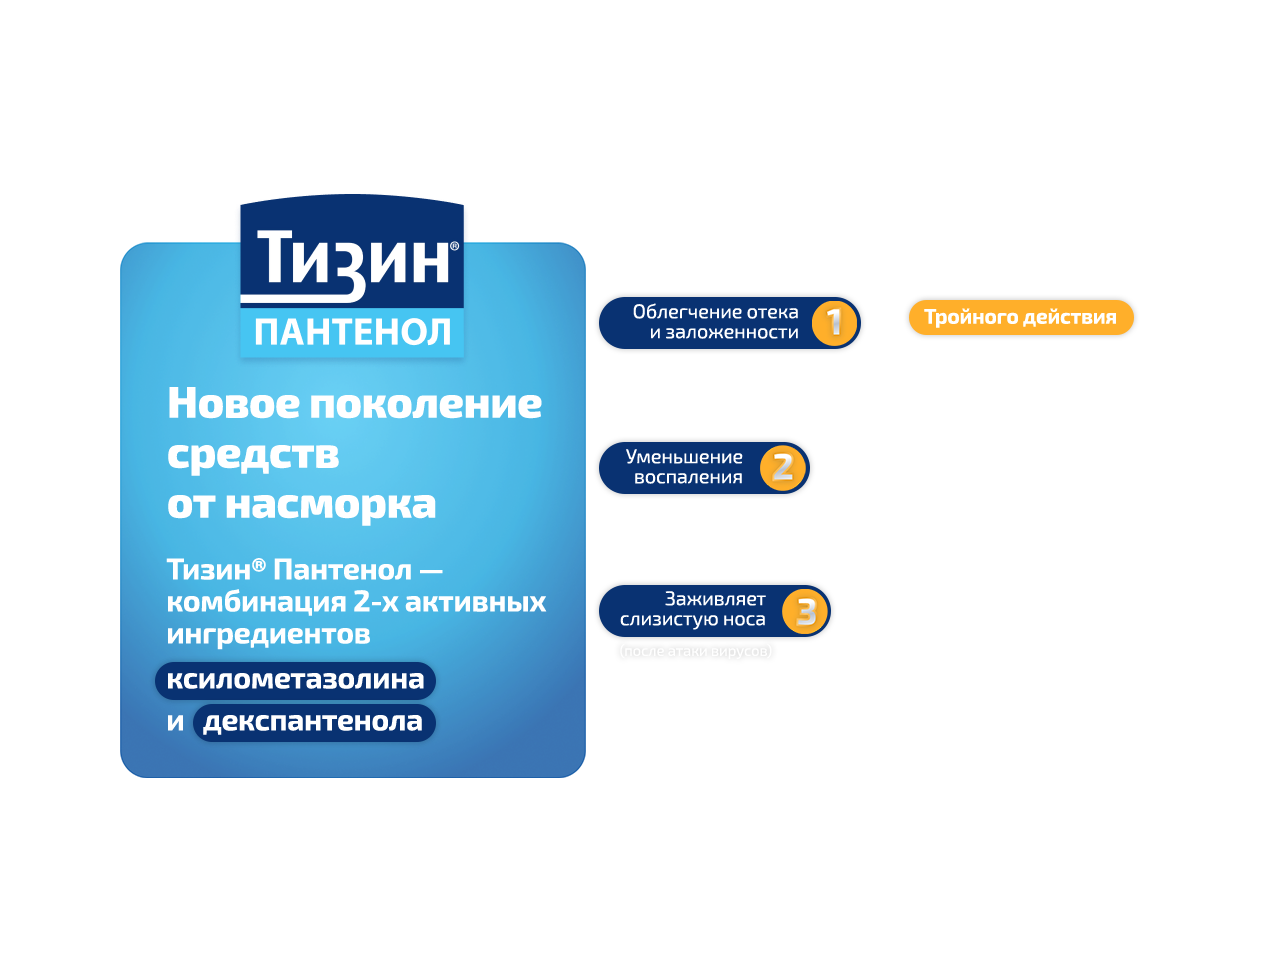 Тизин®
ПАНТЕНОЛ
Новое поколение
средств
от насморка
Тизин® Пантенол —
комбинация 2-х активных
ингредиентов
ксилометазолина
и декспантенола
Облегчение отека
и заложенности
1
Уменьшение
воспаления
2
Заживляет
слизистую носа
3
(после атаки вирусов)
Тройного действия